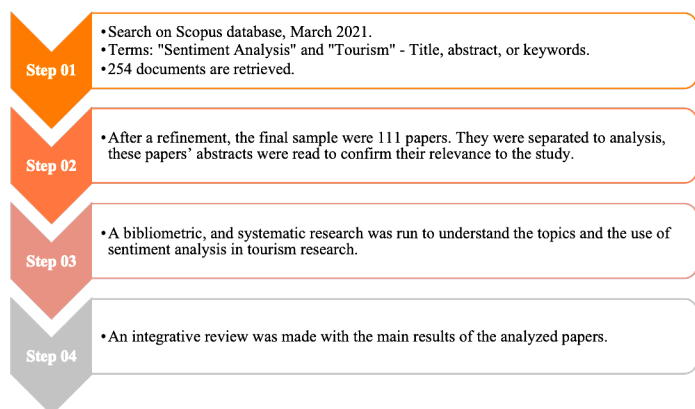 Step 01
•Search on Scopus database, March 2021.
•Terms: "Sentiment Analysis" and "Tourism" - Title, abstract, or keywords.
•254 documents are retrieved.
Step 02
•After a refinement, the final sample were 111 papers. They were separated to analysis,
these papers’ abstracts were read to confirm their relevance to the study.
Step 03
•A bibliometric, and systematic research was run to understand the topics and the use of
sentiment analysis in tourism research.
Step 04
•An integrative review was made with the main results of the analyzed papers.